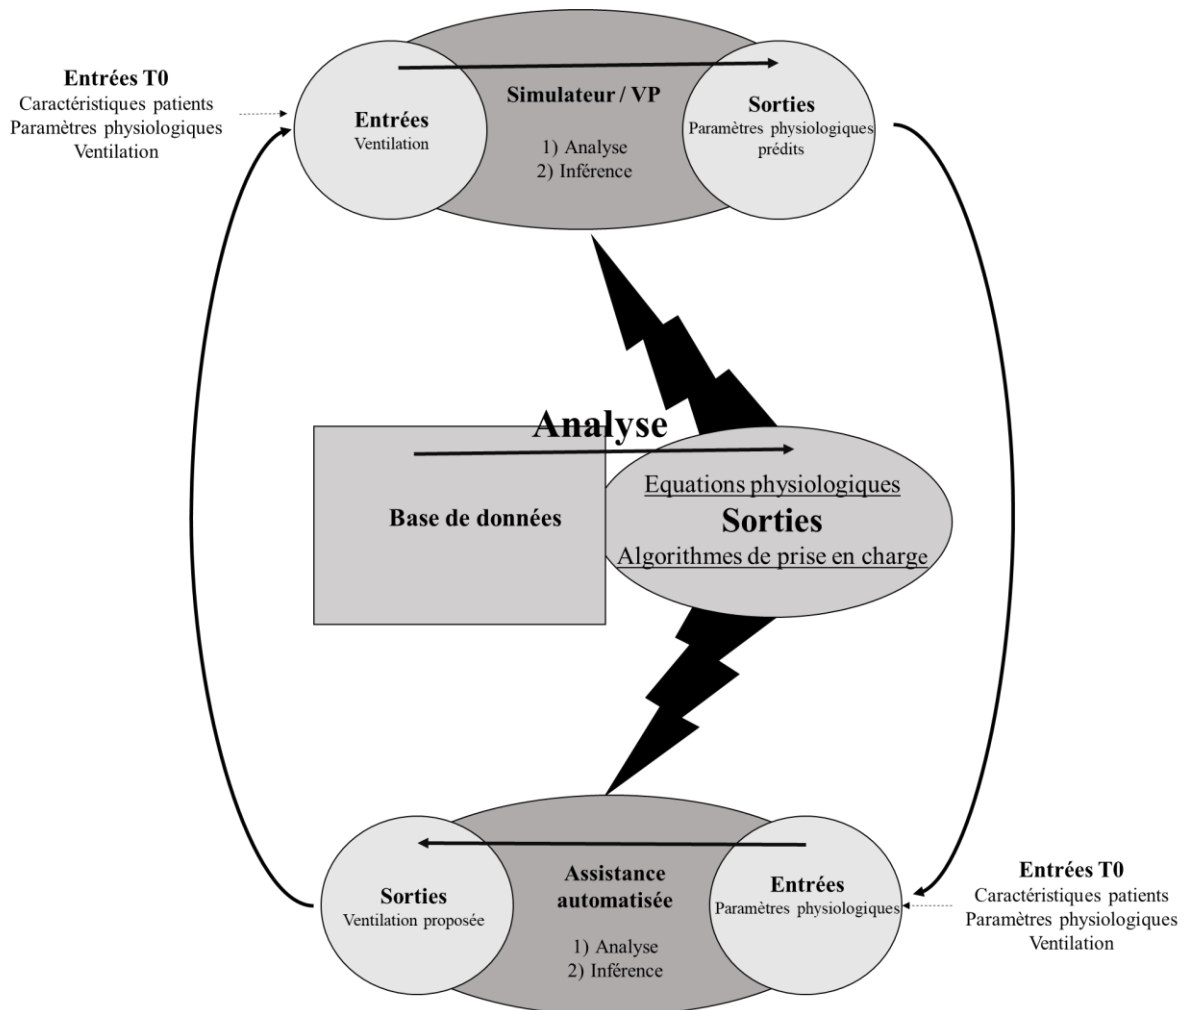 Entrées T0
Caractéristiques patients
Paramètres physiologiques
Ventilation
Entrées
Ventilation
Simulateur / VP
1) Analyse
2) Inférence
Sorties
Paramètres physiologiques
prédits
Analyse
Base de données
Equations physiologiques
Sorties
Algorithmes de prise en charge
Sorties
Ventilation proposée
Assistance
automatisée
1) Analyse
2) Inférence
Entrées
Paramètres physiologiques
Entrées T0
Caractéristiques patients
Paramètres physiologiques
Ventilation